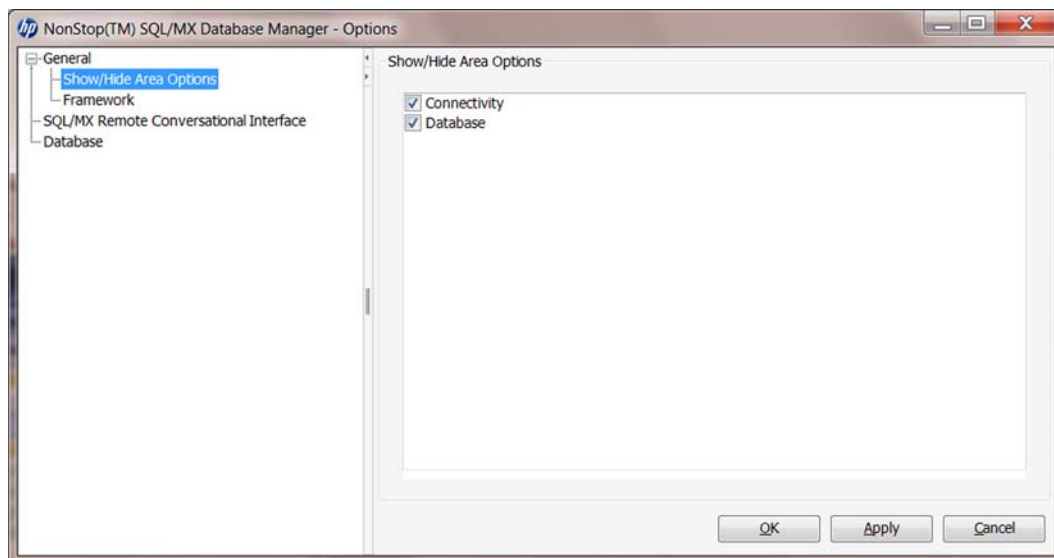 hp NonStop(TM) SQL/MX Database Manager - Options
General
Show/Hide Area Options
Framework
SQL/MX Remote Conversational Interface
Database
Show/Hide Area Options
Connectivity
Database
OK
Apply
Cancel